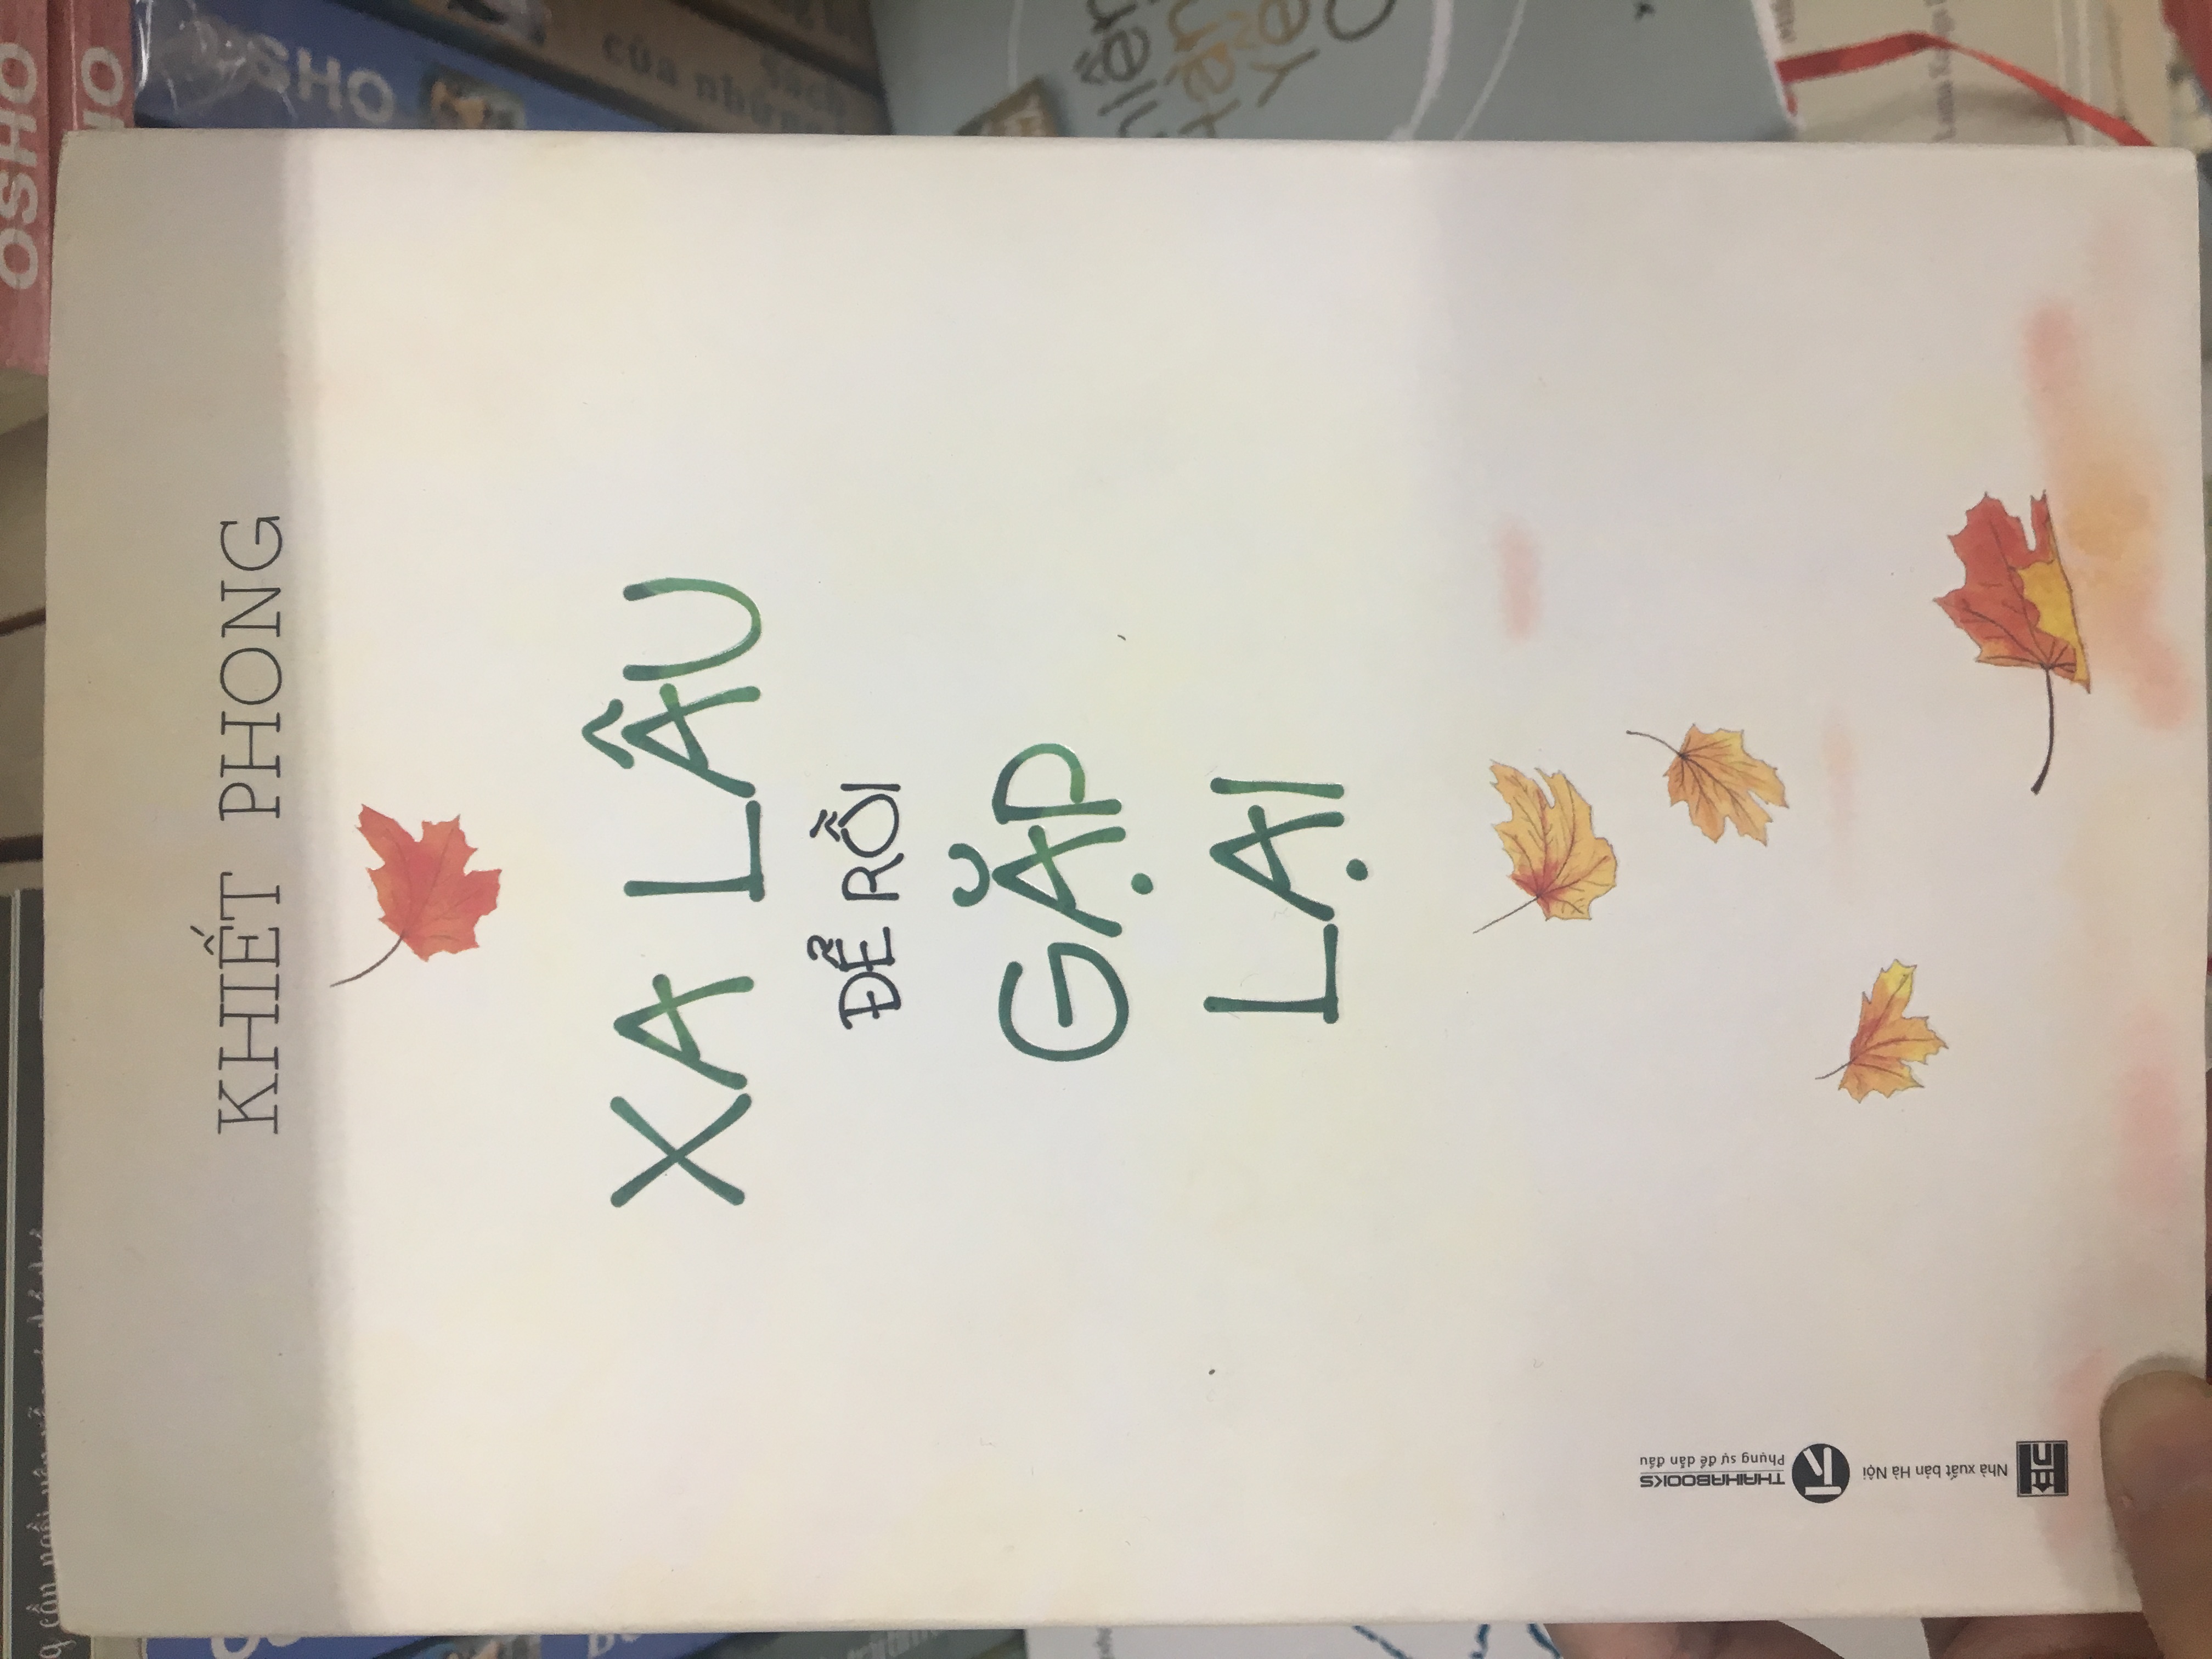 OSHO
KHIẾT PHONG
XA LÂU
ĐỂ RỒI
GẶP
LẠI
THAIHABOOKS
Phụng sự để dẫn đầu
Nhà xuất bản Hà Nội